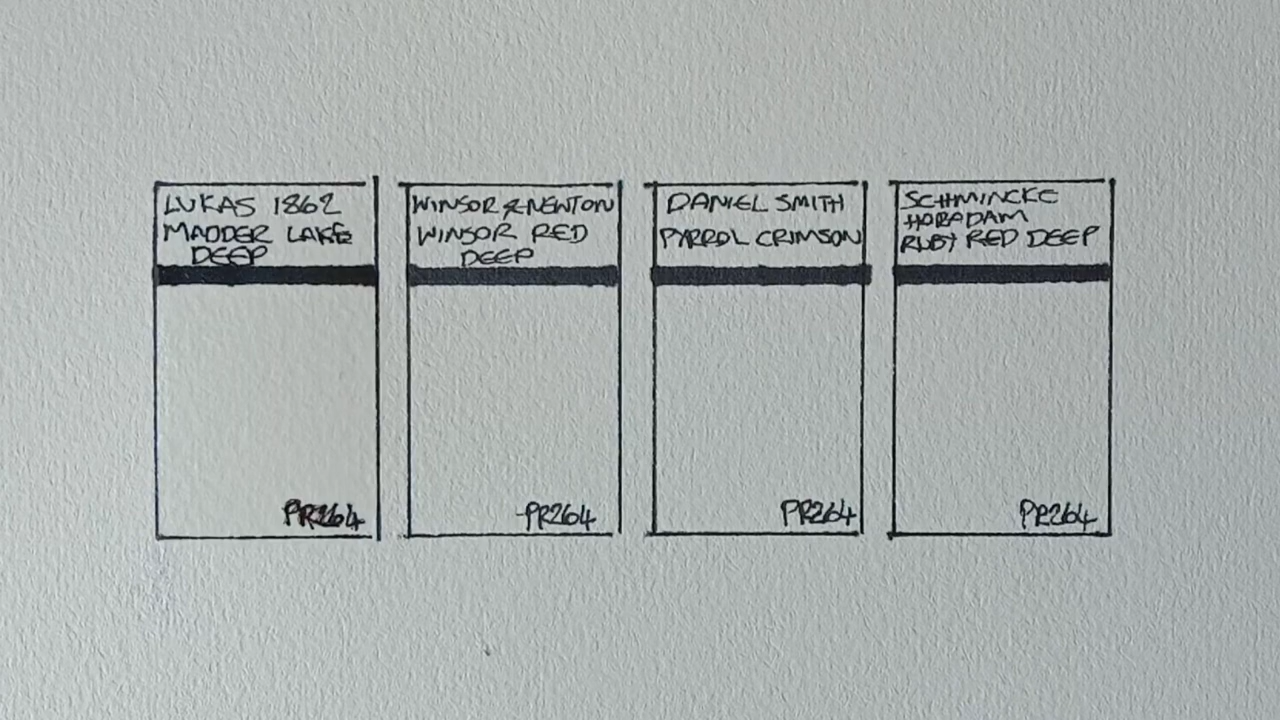 LUKAS 1862
MADDER LAKE
DEEP
PR264
WINSOR & NEWTON
WINSOR RED
DEEP
PR264
DANIEL SMITH
PYRROL CRIMSON
PR264
SCHMINCKE
HORADAM
RUBY RED DEEP
PR264